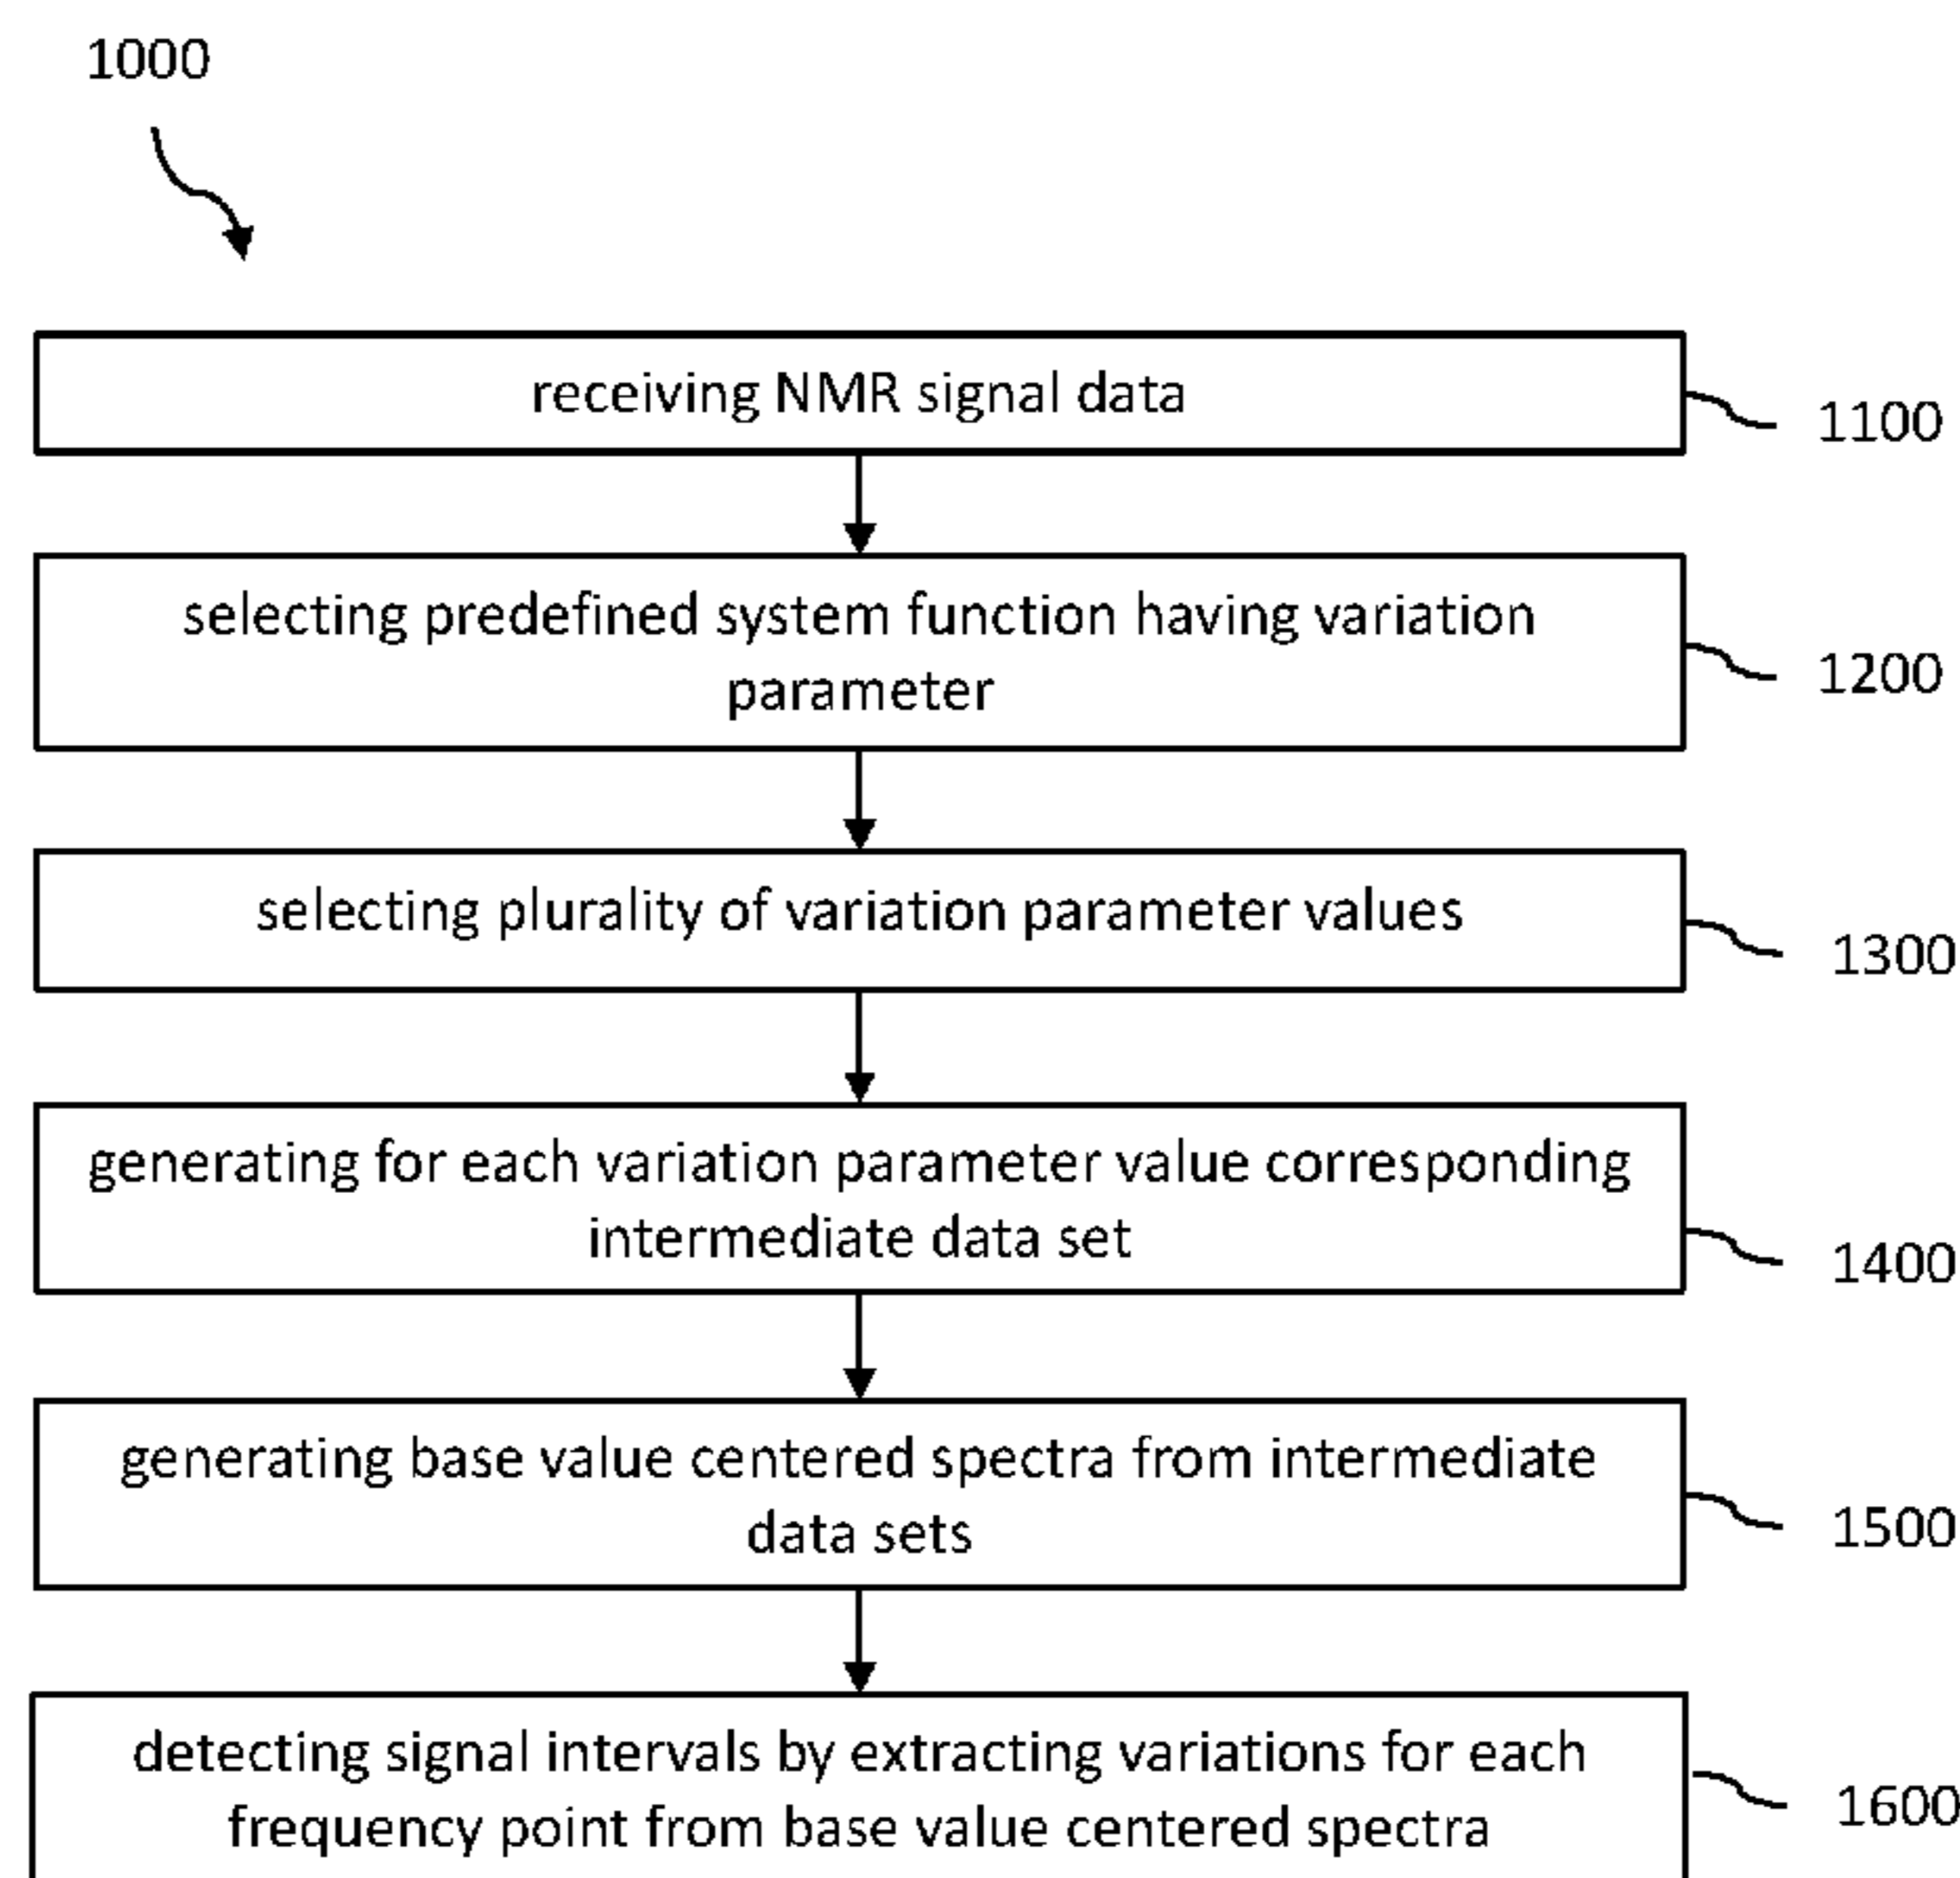 1000
receiving NMR signal data
1100
selecting predefined system function having variation
parameter
1200
selecting plurality of variation parameter values
1300
generating for each variation parameter value corresponding
intermediate data set
1400
generating base value centered spectra from intermediate
data sets
1500
detecting signal intervals by extracting variations for each
frequency point from base value centered spectra
1600